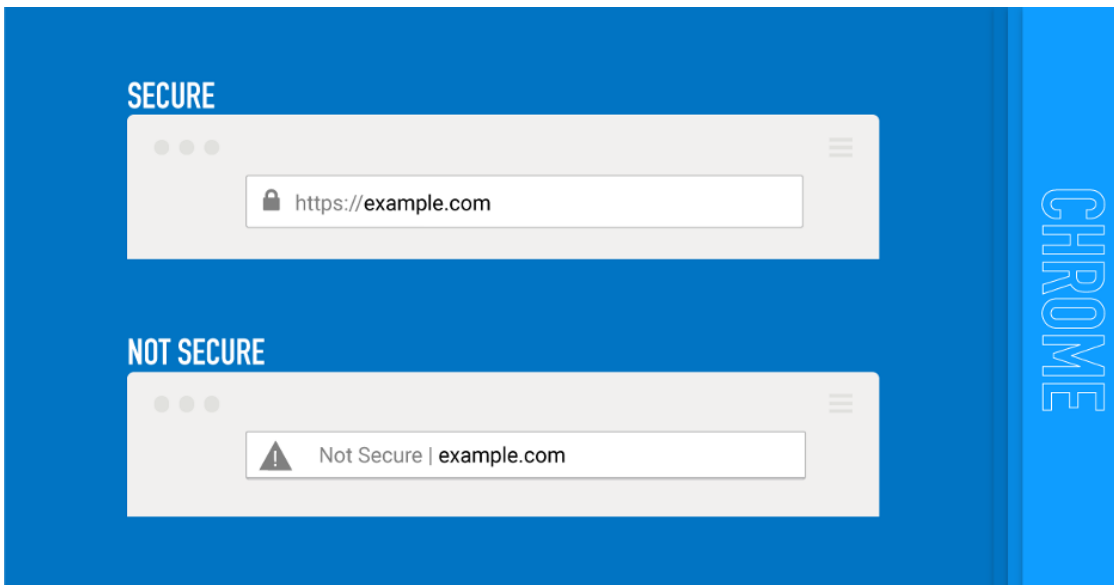 SECURE
https://example.com
NOT SECURE
Not Secure | example.com
CHROME